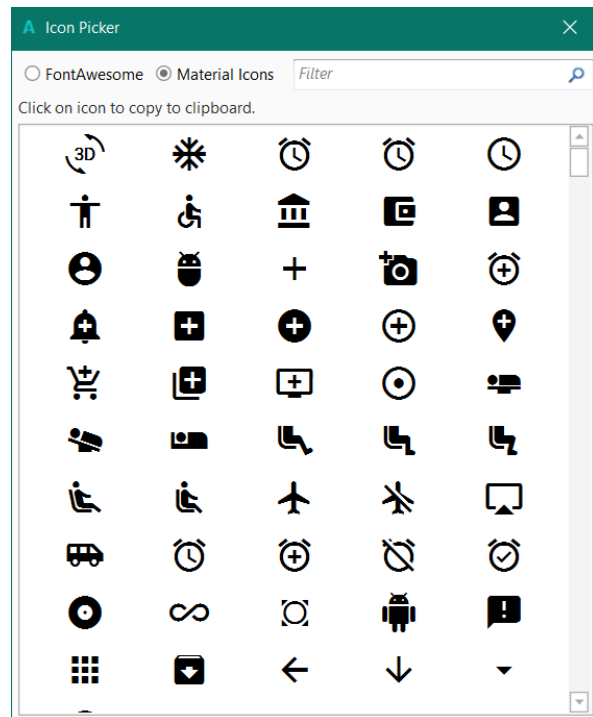 A Icon Picker
FontAwesome Material Icons Filter
Click on icon to copy to clipboard.
3D